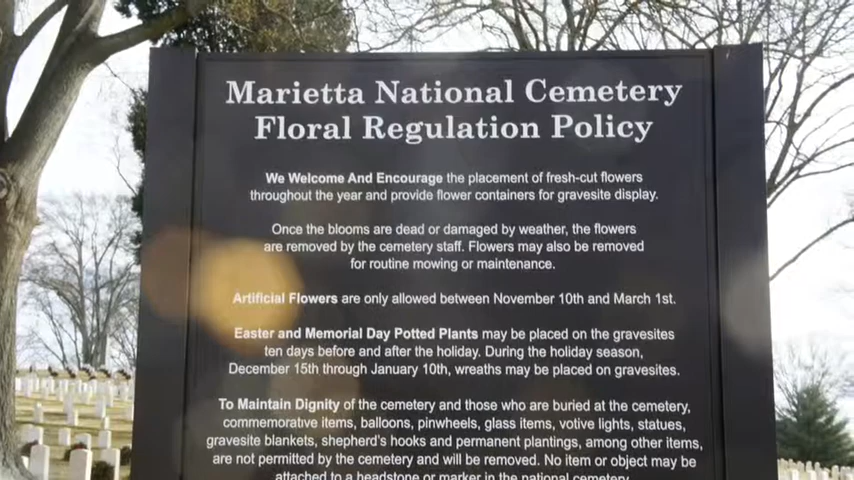 Marietta National Cemetery
Floral Regulation Policy
We Welcome And Encourage the placement of fresh-cut flowers
throughout the year and provide flower containers for gravesite display.
Once the blooms are dead or damaged by weather, the flowers
are removed by the cemetery staff. Flowers may also be removed
for routine mowing or maintenance.
Artificial Flowers are only allowed between November 10th and March 1st.
Easter and Memorial Day Potted Plants may be placed on the gravesites
ten days before and after the holiday. During the holiday season,
December 15th through January 10th, wreaths may be placed on gravesites.
To Maintain Dignity of the cemetery and those who are buried at the cemetery,
commemorative items, balloons, pinwheels, glass items, votive lights, statues,
gravesite blankets, shepherd's hooks and permanent plantings, among other items,
are not permitted by the cemetery and will be removed. No item or object may be
attached to a headstone or marker in the national cemetery.